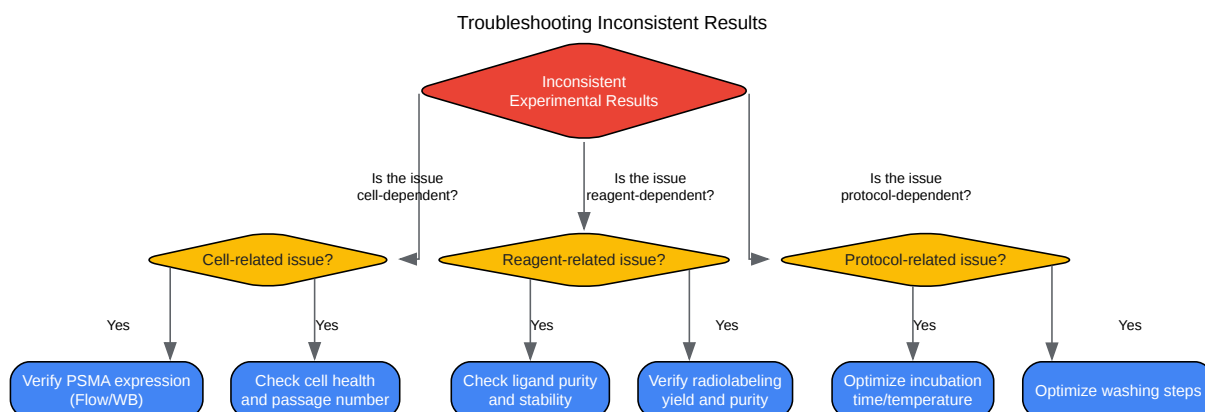 Troubleshooting Inconsistent Results
Inconsistent
Experimental Results
Is the issue
cell-dependent?
Is the issue
reagent-dependent?
Is the issue
protocol-dependent?
Cell-related issue?
Reagent-related issue?
Protocol-related issue?
Yes
Yes
Yes
Yes
Yes
Yes
Verify PSMA expression
(Flow/WB)
Check cell health
and passage number
Check ligand purity
and stability
Verify radiolabeling
yield and purity
Optimize incubation
time/temperature
Optimize washing steps